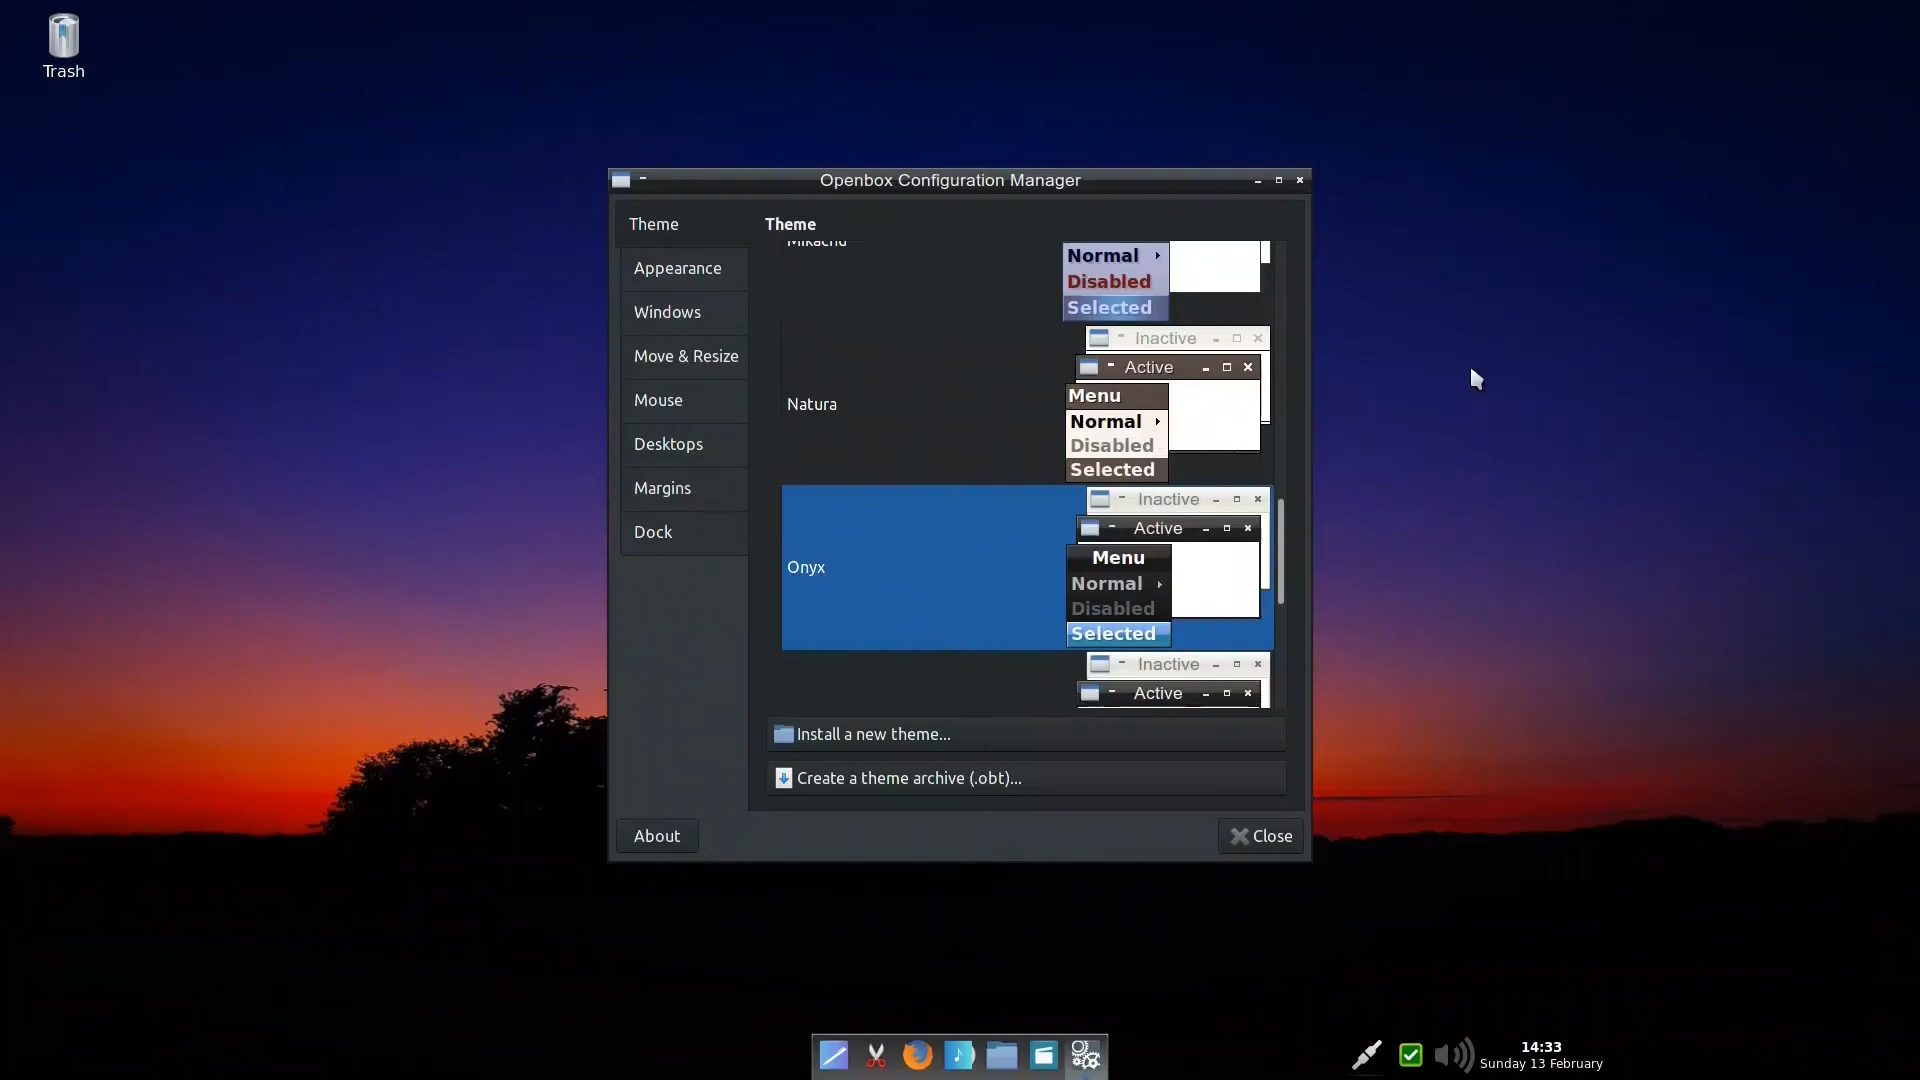 Trash
Openbox Configuration Manager
Theme
Appearance
Windows
Move & Resize
Mouse
Desktops
Margins
Dock
Theme
Mikachu
Normal
Disabled
Selected
Natura
Inactive
Active
Menu
Normal
Disabled
Selected
Onyx
Inactive
Active
Menu
Normal
Disabled
Selected
Inactive
Active
Install a new theme...
Create a theme archive (.obt)...
About
Close
14:33
Sunday 13 February